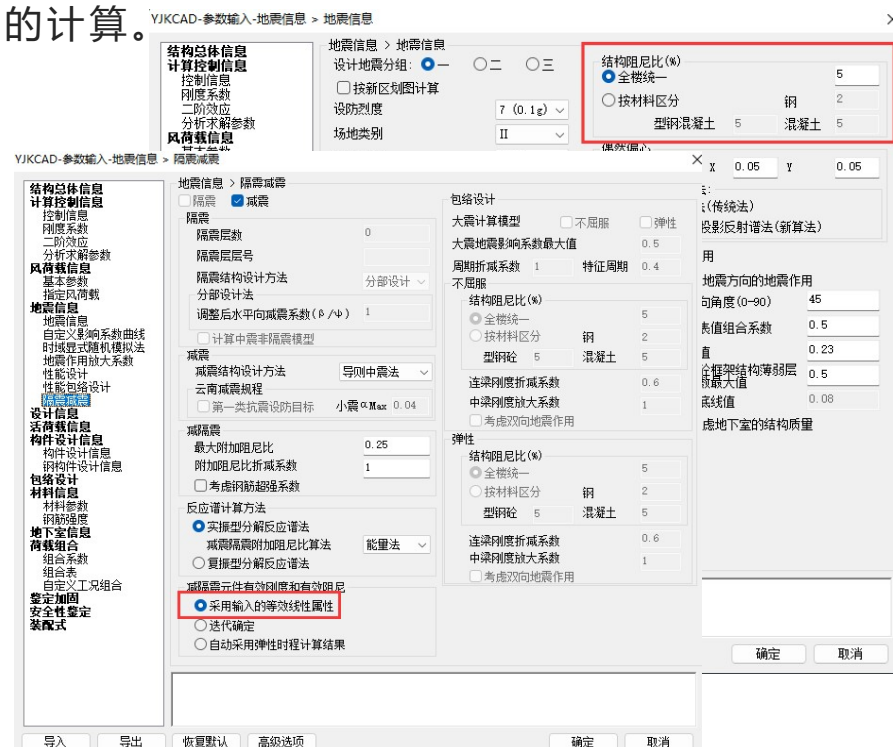 的计算。
YJKCAD-参数输入-地震信息 > 地震信息
结构总体信息
计算控制信息
控制信息
刚度系数
二阶效应
分析求解参数
风荷载信息
地震信息 > 地震信息
设计地震分组: 一 二 三
按新区划图计算
设防烈度 7 (0.1g)
场地类别 II
结构阻尼比(%)
全楼统一 5
按材料区分 钢 2
型钢混凝土 5 混凝土 5
偶然偏心
X 0.05 Y 0.05
(传统法)
投影反射谱法(新算法)
用
地震方向的地震作用
向角度(0-90) 45
表值组合系数 0.5
值 0.23
框架结构薄弱层 0.5
数最大值
底线值 0.08
虑地下室的结构质量
确定 取消
YJKCAD-参数输入-地震信息 > 隔震减震
结构总体信息
计算控制信息
控制信息
刚度系数
二阶效应
分析求解参数
风荷载信息
基本参数
指定风荷载
地震信息
地震信息
自定义影响系数曲线
时域显式随机模拟法
地震作用放大系数
性能设计
性能包络设计
隔震减震
设计信息
活荷载信息
构件设计信息
构件设计信息
钢构件设计信息
包络设计
材料信息
材料参数
钢筋强度
地下室信息
荷载组合
组合系数
组合表
自定义工况组合
鉴定加固
安全性鉴定
装配式
地震信息 > 隔震减震
隔震 减震
隔震
隔震层数 0
隔震层层号
隔震结构设计方法 分部设计
分部设计法
调整后水平向减震系数(β/ψ) 1
计算中震非隔震模型
减震
减震结构设计方法 导则中震法
云南减震规程
第一类抗震设防目标 小震αMax 0.04
减隔震
最大附加阻尼比 0.25
附加阻尼比折减系数 1
考虑钢筋超强系数
反应谱计算方法
实振型分解反应谱法
减震隔震附加阻尼比算法 能量法
复振型分解反应谱法
减隔震元件有效刚度和有效阻尼
采用输入的等效线性属性
迭代确定
自动采用弹性时程计算结果
包络设计
大震计算模型 不屈服 弹性
大震地震影响系数最大值 0.5
周期折减系数 1 特征周期 0.4
不屈服
结构阻尼比(%)
全楼统一 5
按材料区分 钢 2
型钢砼 5 混凝土 5
连梁刚度折减系数 0.6
中梁刚度放大系数 1
考虑双向地震作用
弹性
结构阻尼比(%)
全楼统一 5
按材料区分 钢 2
型钢砼 5 混凝土 5
连梁刚度折减系数 0.6
中梁刚度放大系数 1
考虑双向地震作用
导入 导出 恢复默认 高级选项 确定 取消